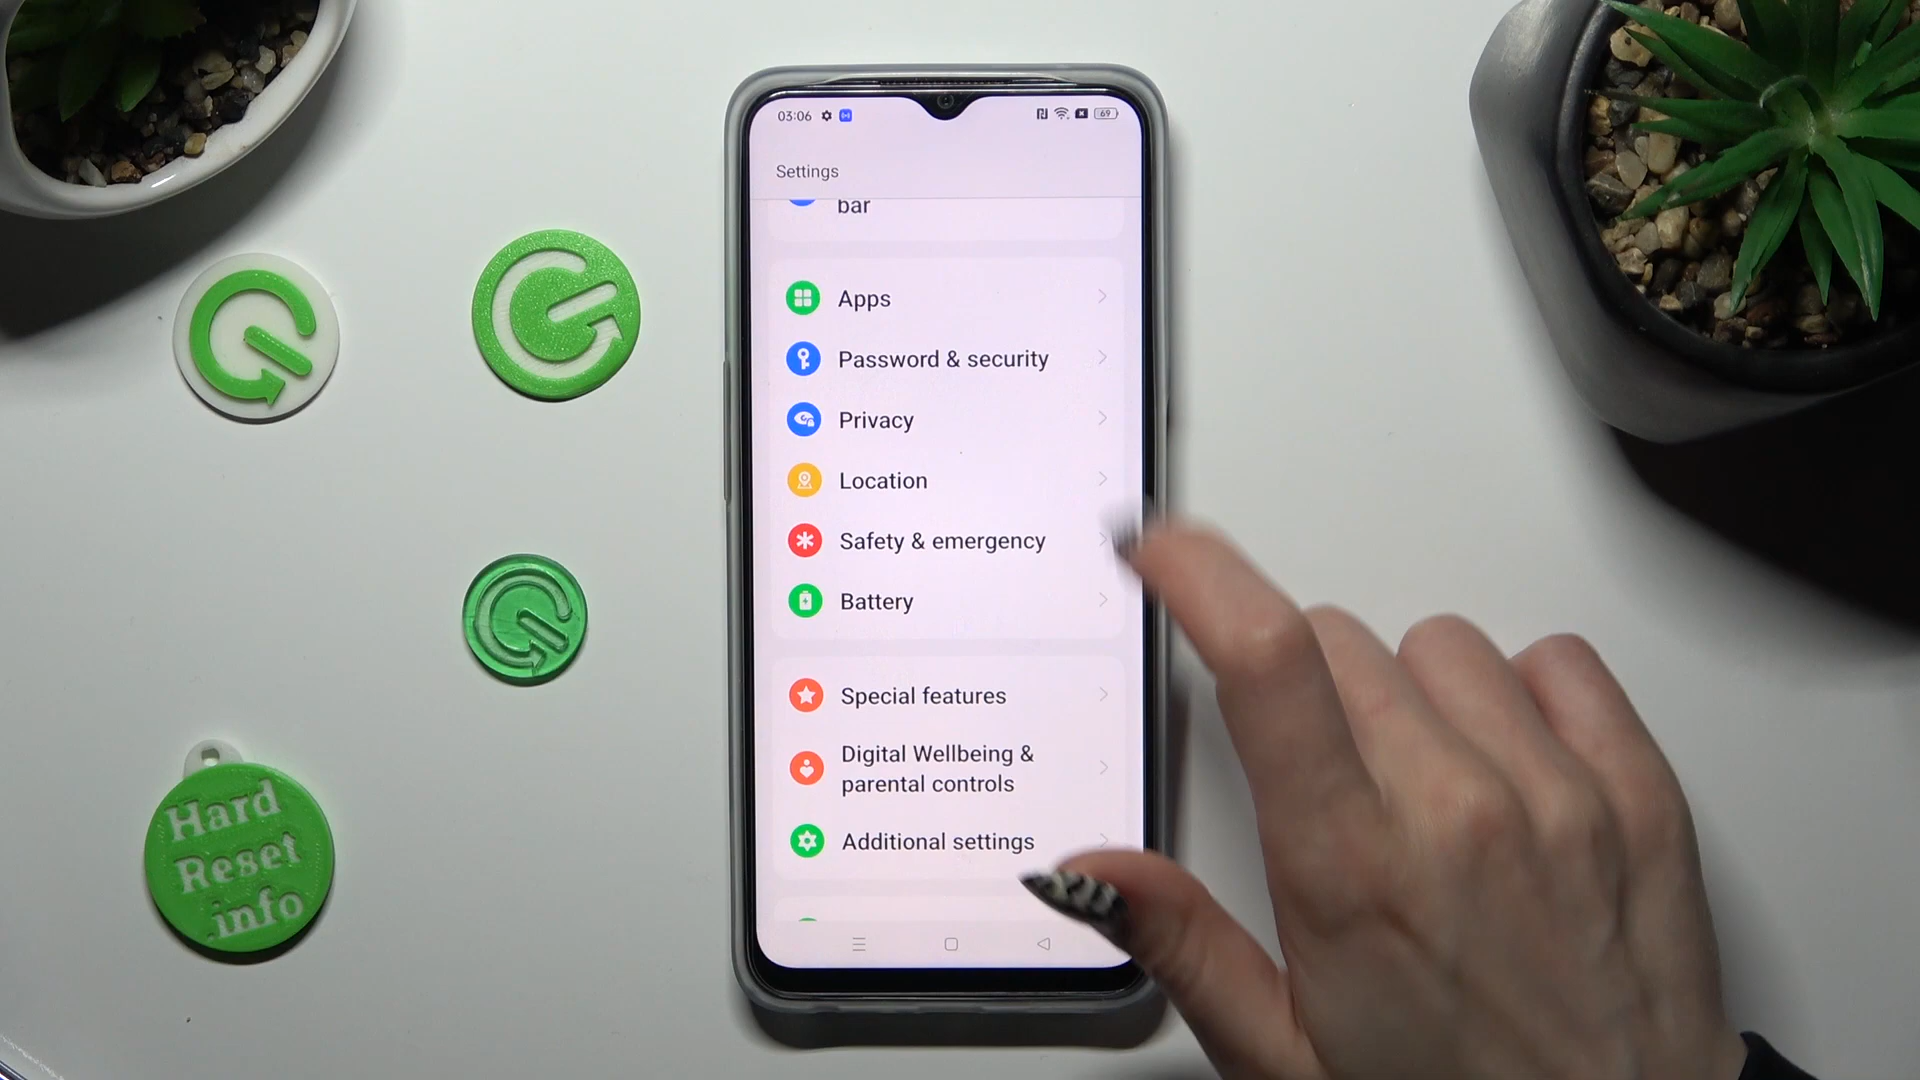 03:06
69
Settings
bar
Apps
Password & security
Privacy
Location
Safety & emergency
Battery
Special features
Digital Wellbeing &
parental controls
Additional settings
Hard
Reset
.info